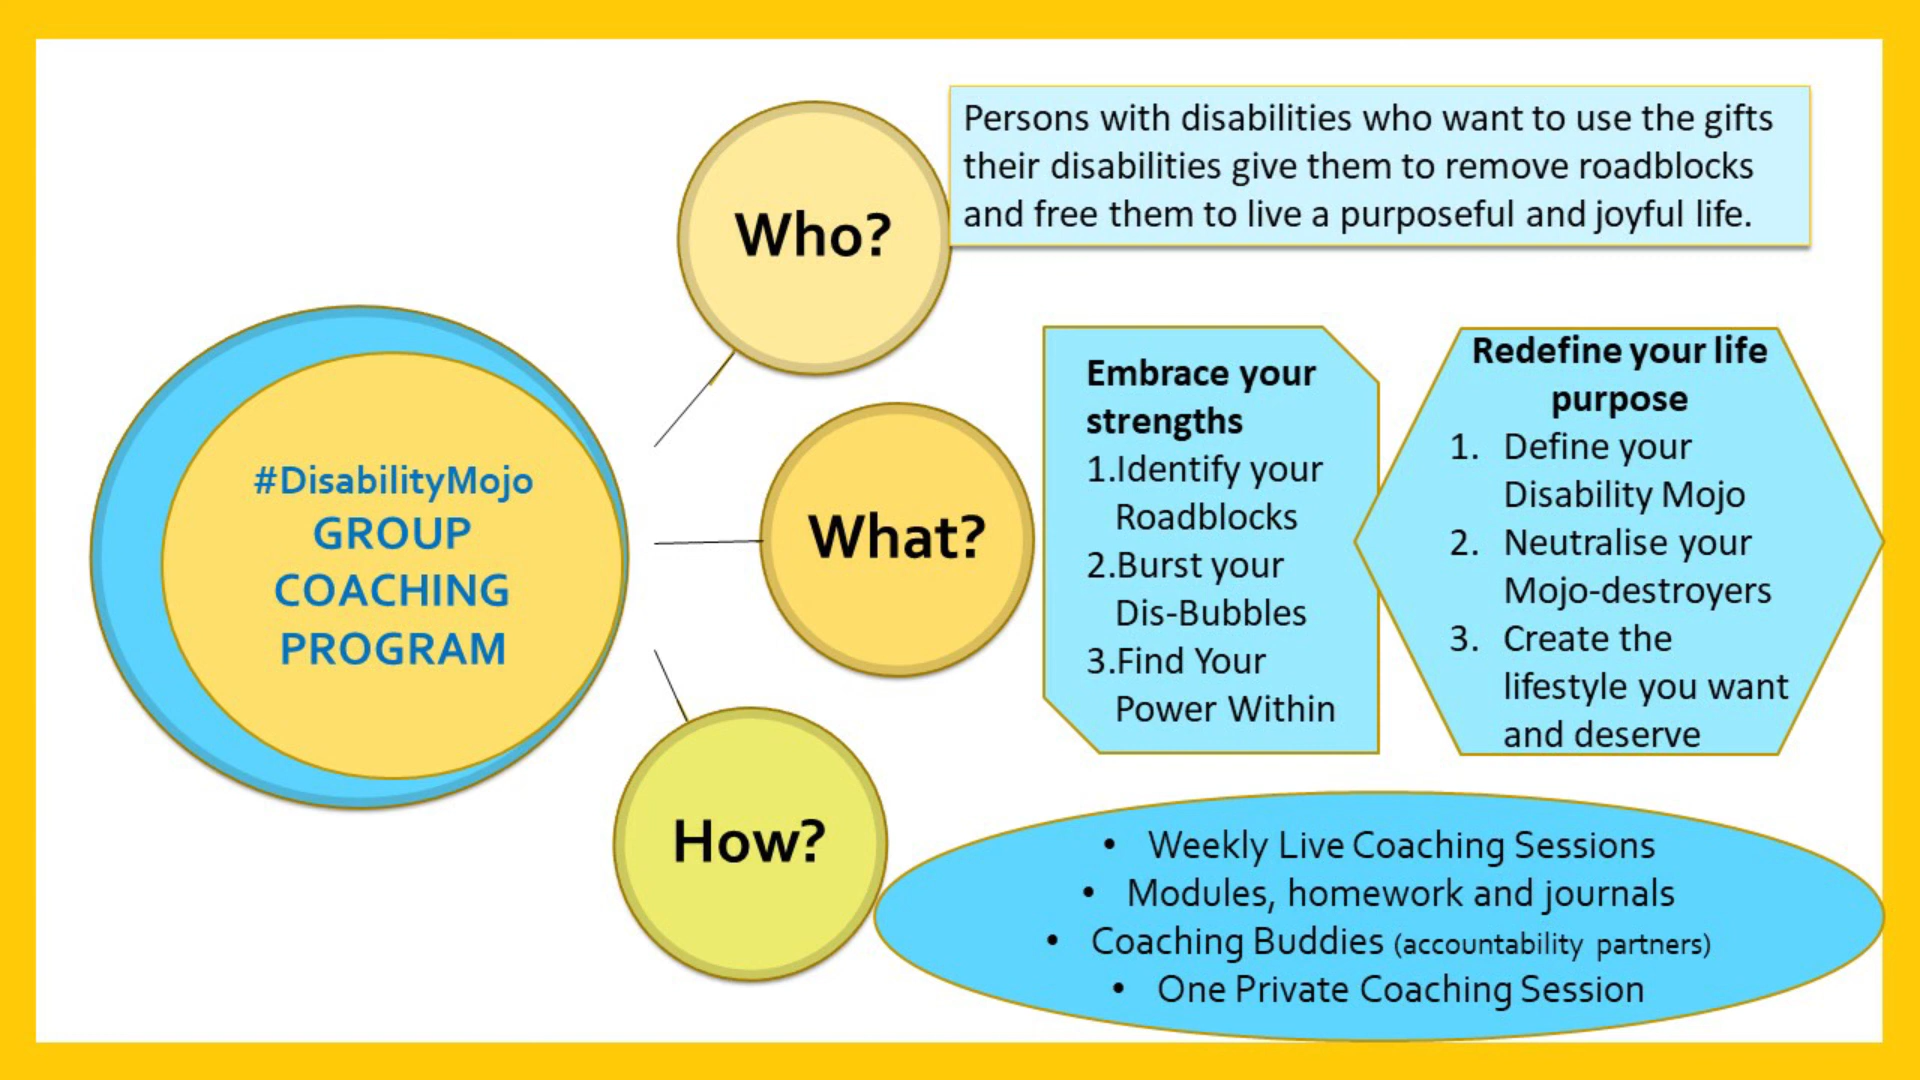 #DisabilityMojo
GROUP
COACHING
PROGRAM
Who?
Persons with disabilities who want to use the gifts
their disabilities give them to remove roadblocks
and free them to live a purposeful and joyful life.
What?
Embrace your
strengths
1.Identify your
Roadblocks
2.Burst your
Dis-Bubbles
3.Find Your
Power Within
Redefine your life
purpose
1. Define your
Disability Mojo
2. Neutralise your
Mojo-destroyers
3. Create the
lifestyle you want
and deserve
How?
• Weekly Live Coaching Sessions
• Modules, homework and journals
• Coaching Buddies (accountability partners)
• One Private Coaching Session